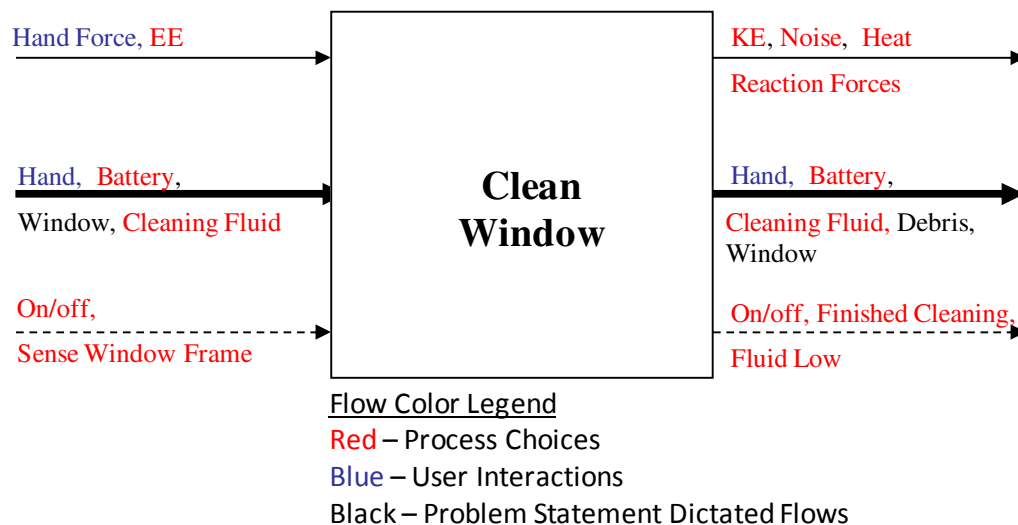 Hand Force, EE
KE, Noise, Heat
Reaction Forces
Hand, Battery,
Window, Cleaning Fluid
Clean
Window
Hand, Battery,
Cleaning Fluid, Debris,
Window
On/off,
Sense Window Frame
On/off, Finished Cleaning,
Fluid Low
Flow Color Legend
Red – Process Choices
Blue – User Interactions
Black – Problem Statement Dictated Flows